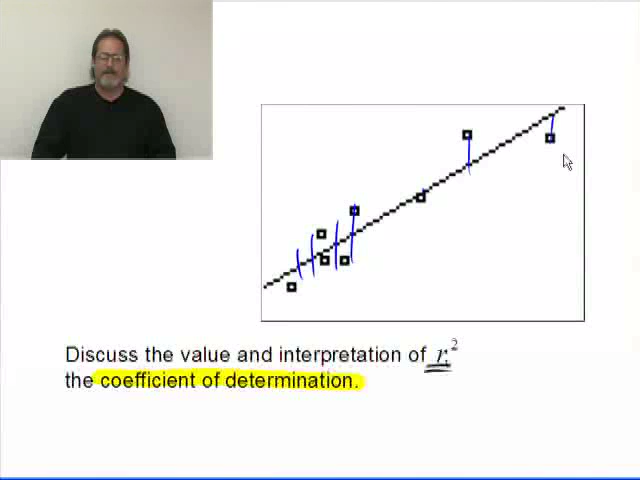 Discuss the value and interpretation of r²
the coefficient of determination.